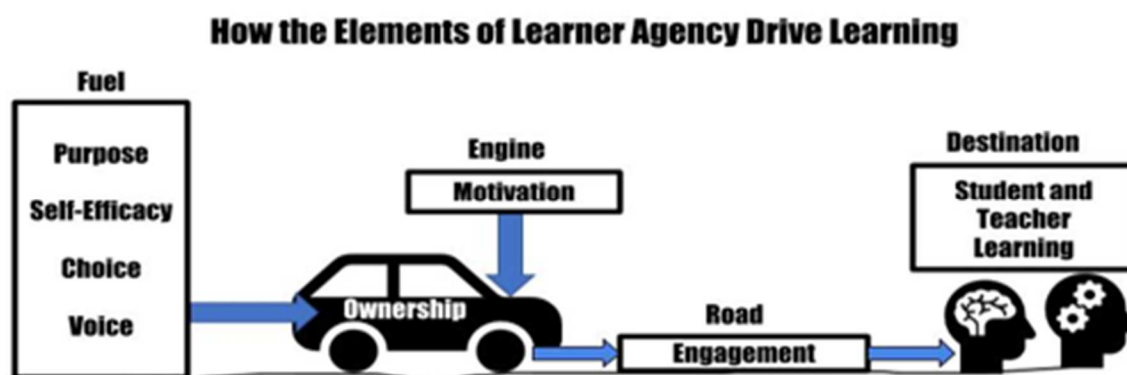 How the Elements of Learner Agency Drive Learning
Fuel
Purpose
Self-Efficacy
Choice
Voice
Engine
Motivation
Ownership
Road
Engagement
Destination
Student and
Teacher
Learning